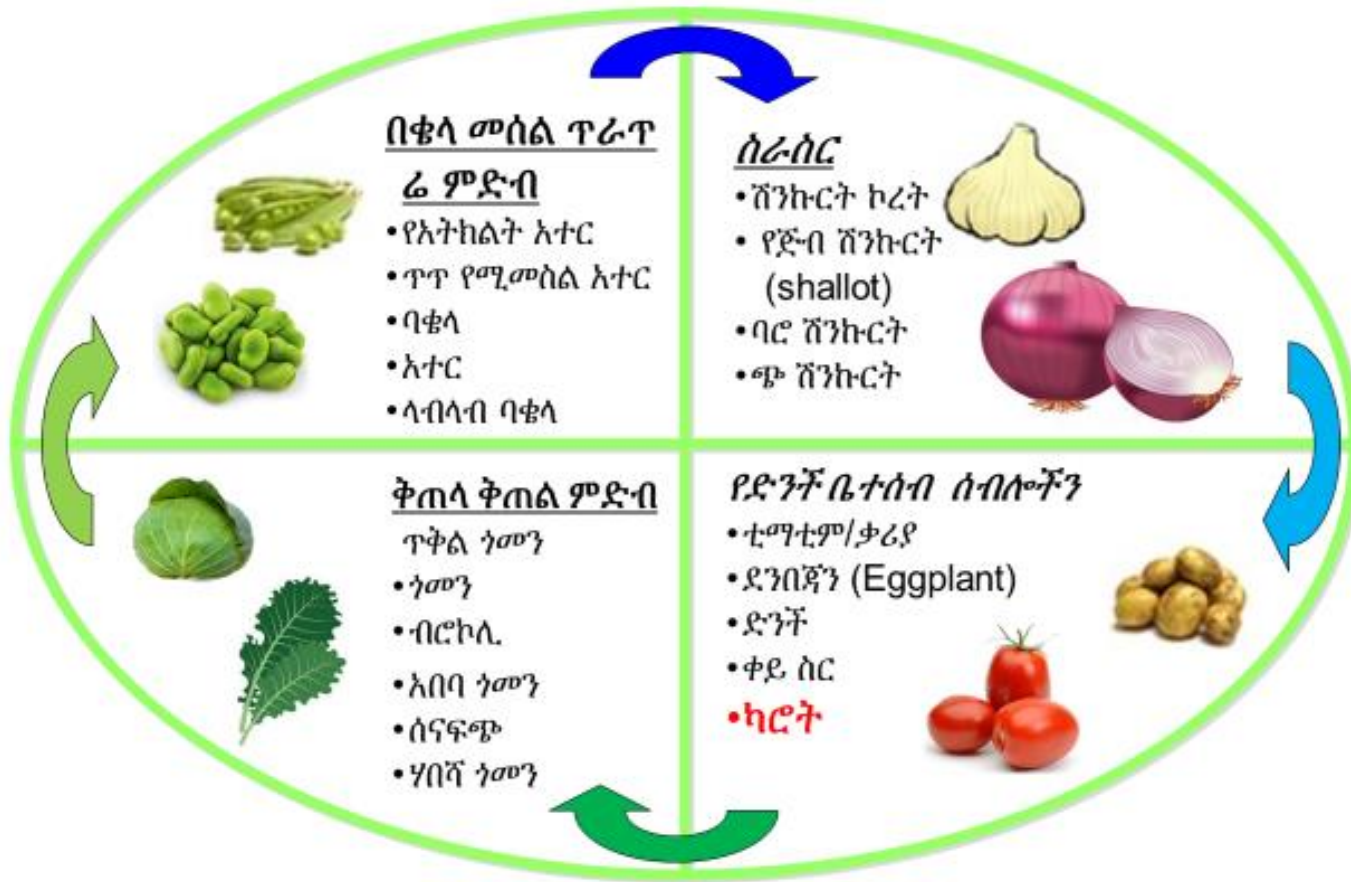 በቄላ መሰል ጥራጥ
ሬ ምድብ
•የአትክልት አተር
•ጥጥ የሚመስል አተር
•ባቄላ
•አተር
•ላብላብ ባቄላ
ስራስር
•ሽንኩርት ኮረት
• የጅብ ሽንኩርት
(shallot)
•ባሮ ሽንኩርት
•ጭ ሽንኩርት
ቅጠላ ቅጠል ምድብ
ጥቅል ጎመን
•ጎመን
•ብሮኮሊ
•አበባ ጎመን
•ሰናፍጭ
•ሃበሻ ጎመን
የድንች ቤተሰብ ሰብሎችን
•ቲማቲም/ቃሪያ
•ደንበጃን (Eggplant)
•ድንች
•ቀይ ስር
•ካሮት